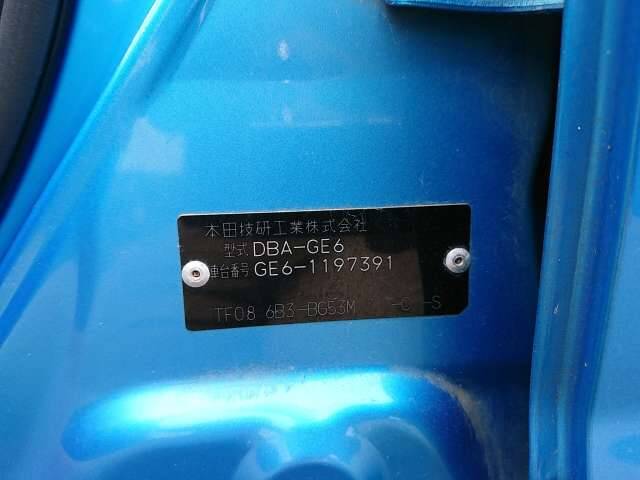 本田技研工業株式会社
型式 DBA-GE6
車台番号 GE6-1197391
TF08 6B3-BG53M -C -S